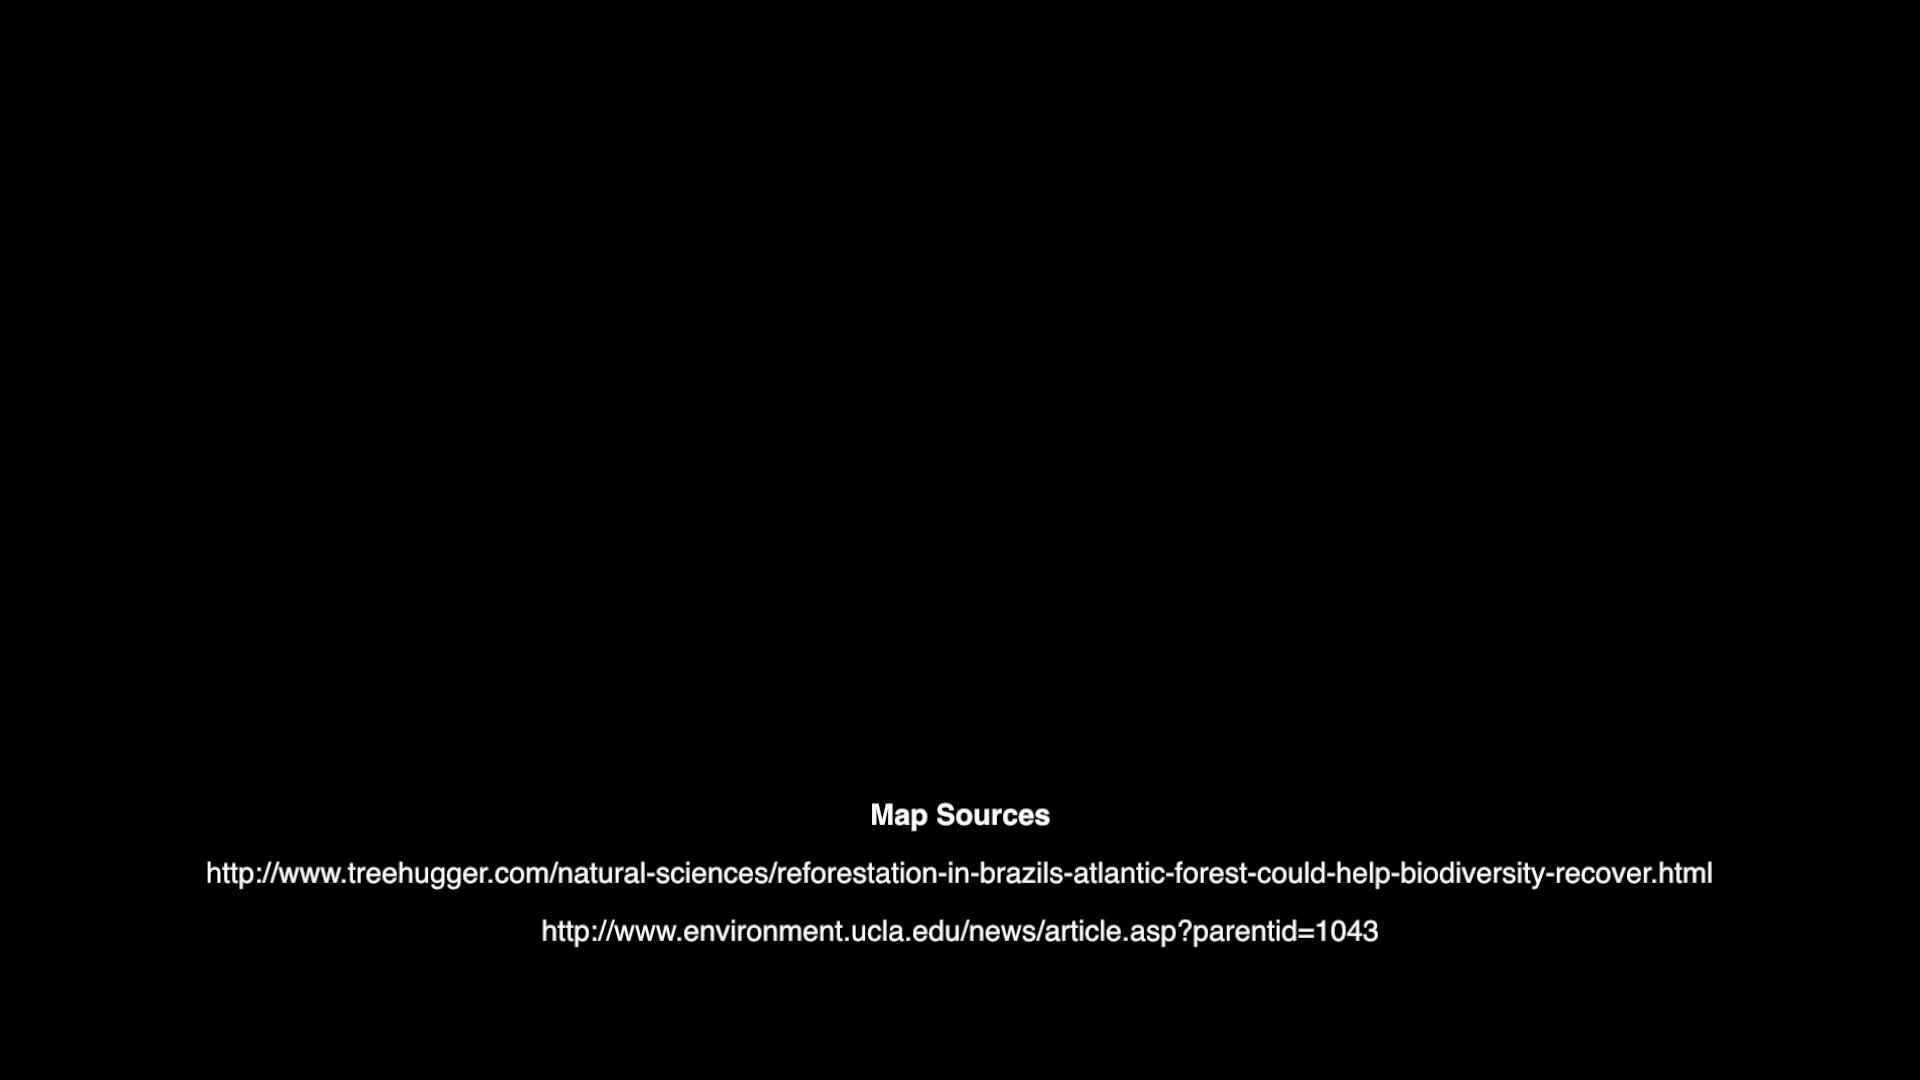 Map Sources
http://www.treehugger.com/natural-sciences/reforestation-in-brazils-atlantic-forest-could-help-biodiversity-recover.html
http://www.environment.ucla.edu/news/article.asp?parentid=1043